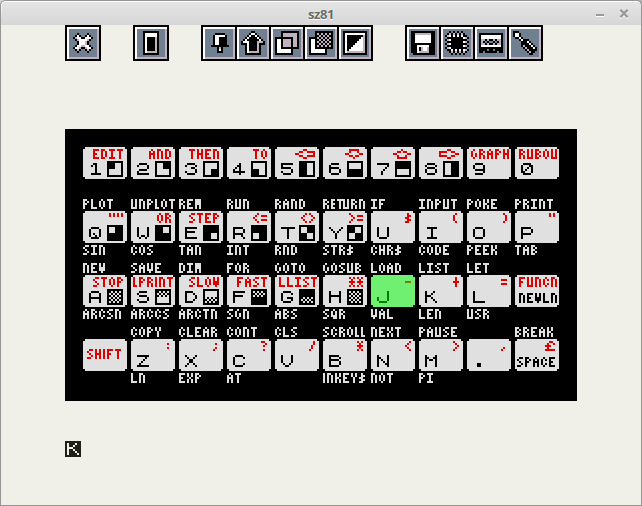 sz81
EDIT AND THEN TO GRAPH RUBOU
1 2 3 4 5 6 7 8 9 0
PLOT UNPLOT REM RUN RAND RETURN IF INPUT POKE PRINT
"" OR STEP <= <> >= $ ( ) "
Q W E R T Y U I O P
SIN COS TAN INT RND STR$ CHR$ CODE PEEK TAB
NEW SAVE DIM FOR GOTO GOSUB LOAD LIST LET
STOP LPRINT SLOW FAST LLIST ** - + = FUNCN
A S D F G H J K L NEWLN
ARCSN ARCCS ARCTN SGN ABS SQR VAL LEN USR
COPY CLEAR CONT CLS SCROLL NEXT PAUSE BREAK
: ; ? / * < > , £
SHIFT Z X C V B N M . SPACE
LN EXP AT INKEY$ NOT PI
K